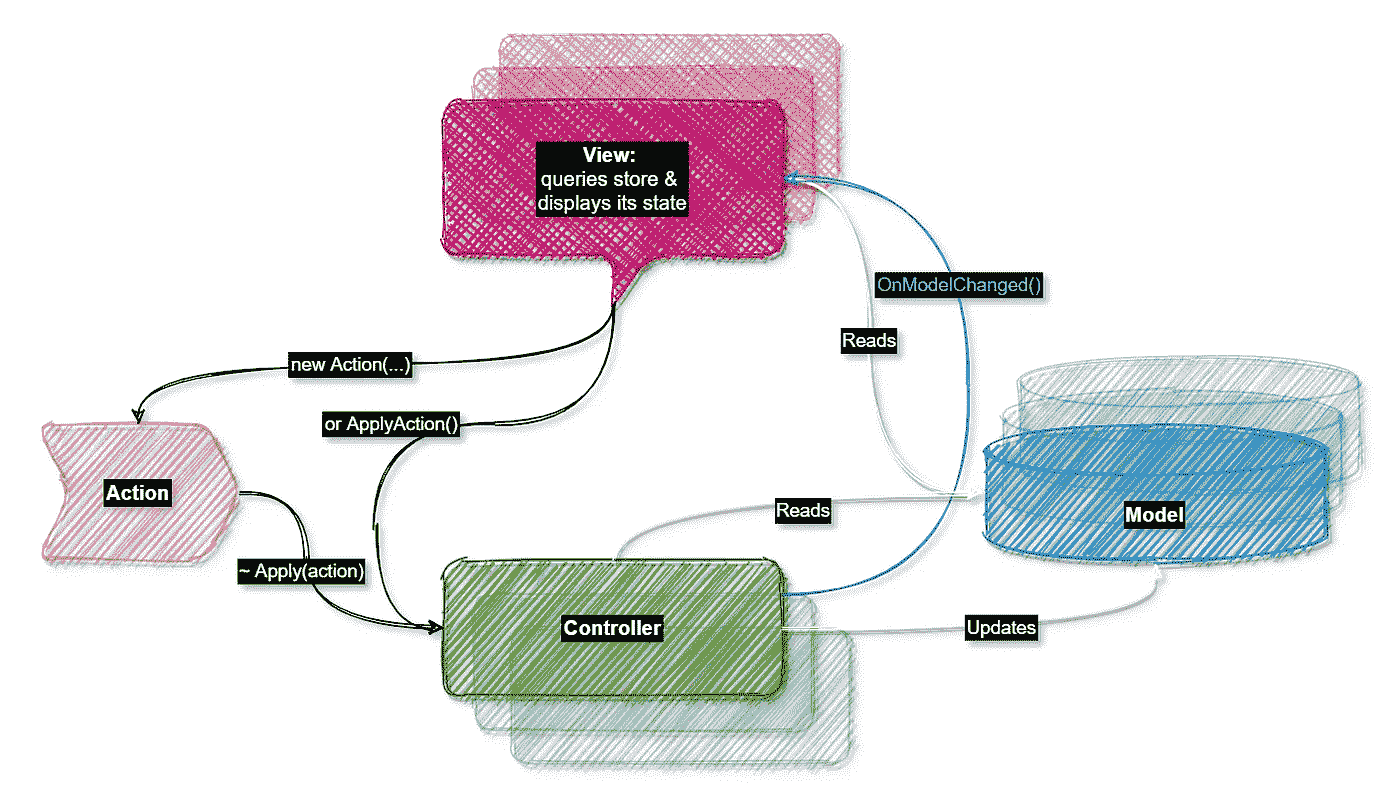 View:
queries store &
displays its state
OnModelChanged()
Reads
new Action(...)
or ApplyAction()
Action
Reads
Model
~ Apply(action)
Controller
Updates